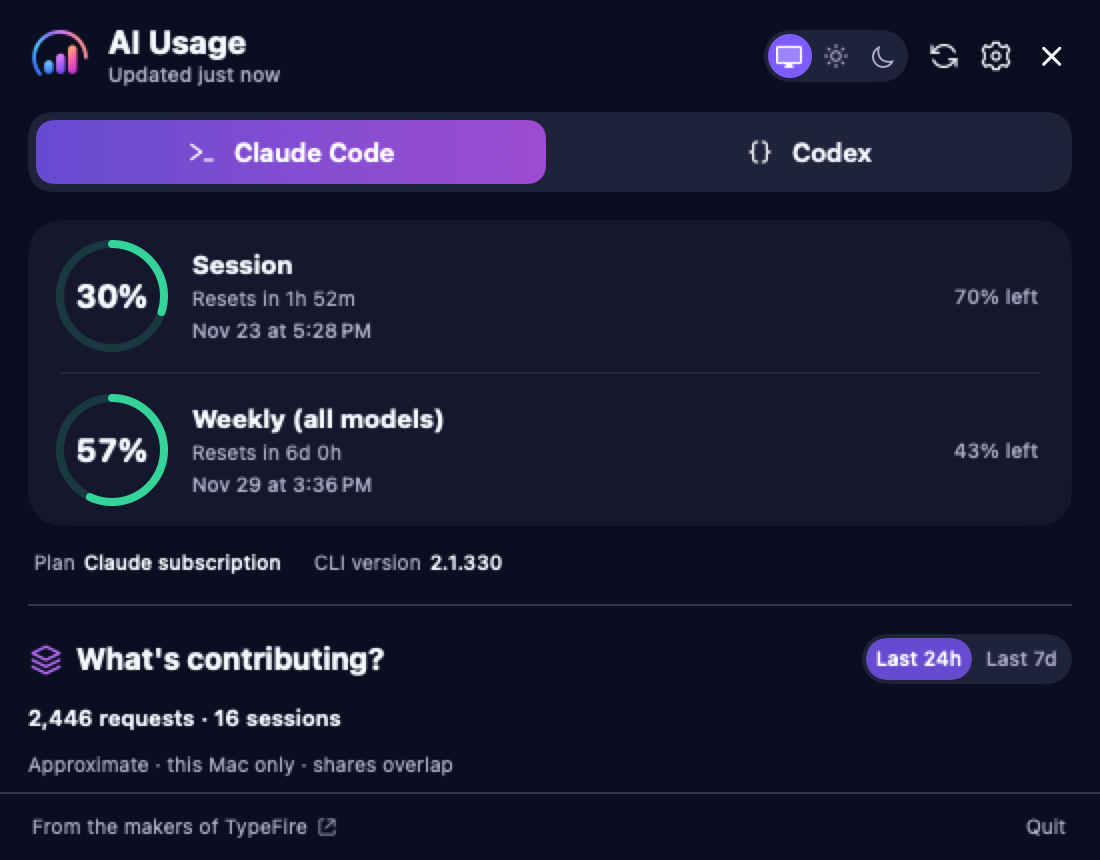 AI Usage
Updated just now
>_ Claude Code
{} Codex
30%
Session
Resets in 1h 52m
Nov 23 at 5:28 PM
70% left
57%
Weekly (all models)
Resets in 6d 0h
Nov 29 at 3:36 PM
43% left
Plan Claude subscription CLI version 2.1.330
What's contributing?
Last 24h Last 7d
2,446 requests · 16 sessions
Approximate · this Mac only · shares overlap
From the makers of TypeFire
Quit